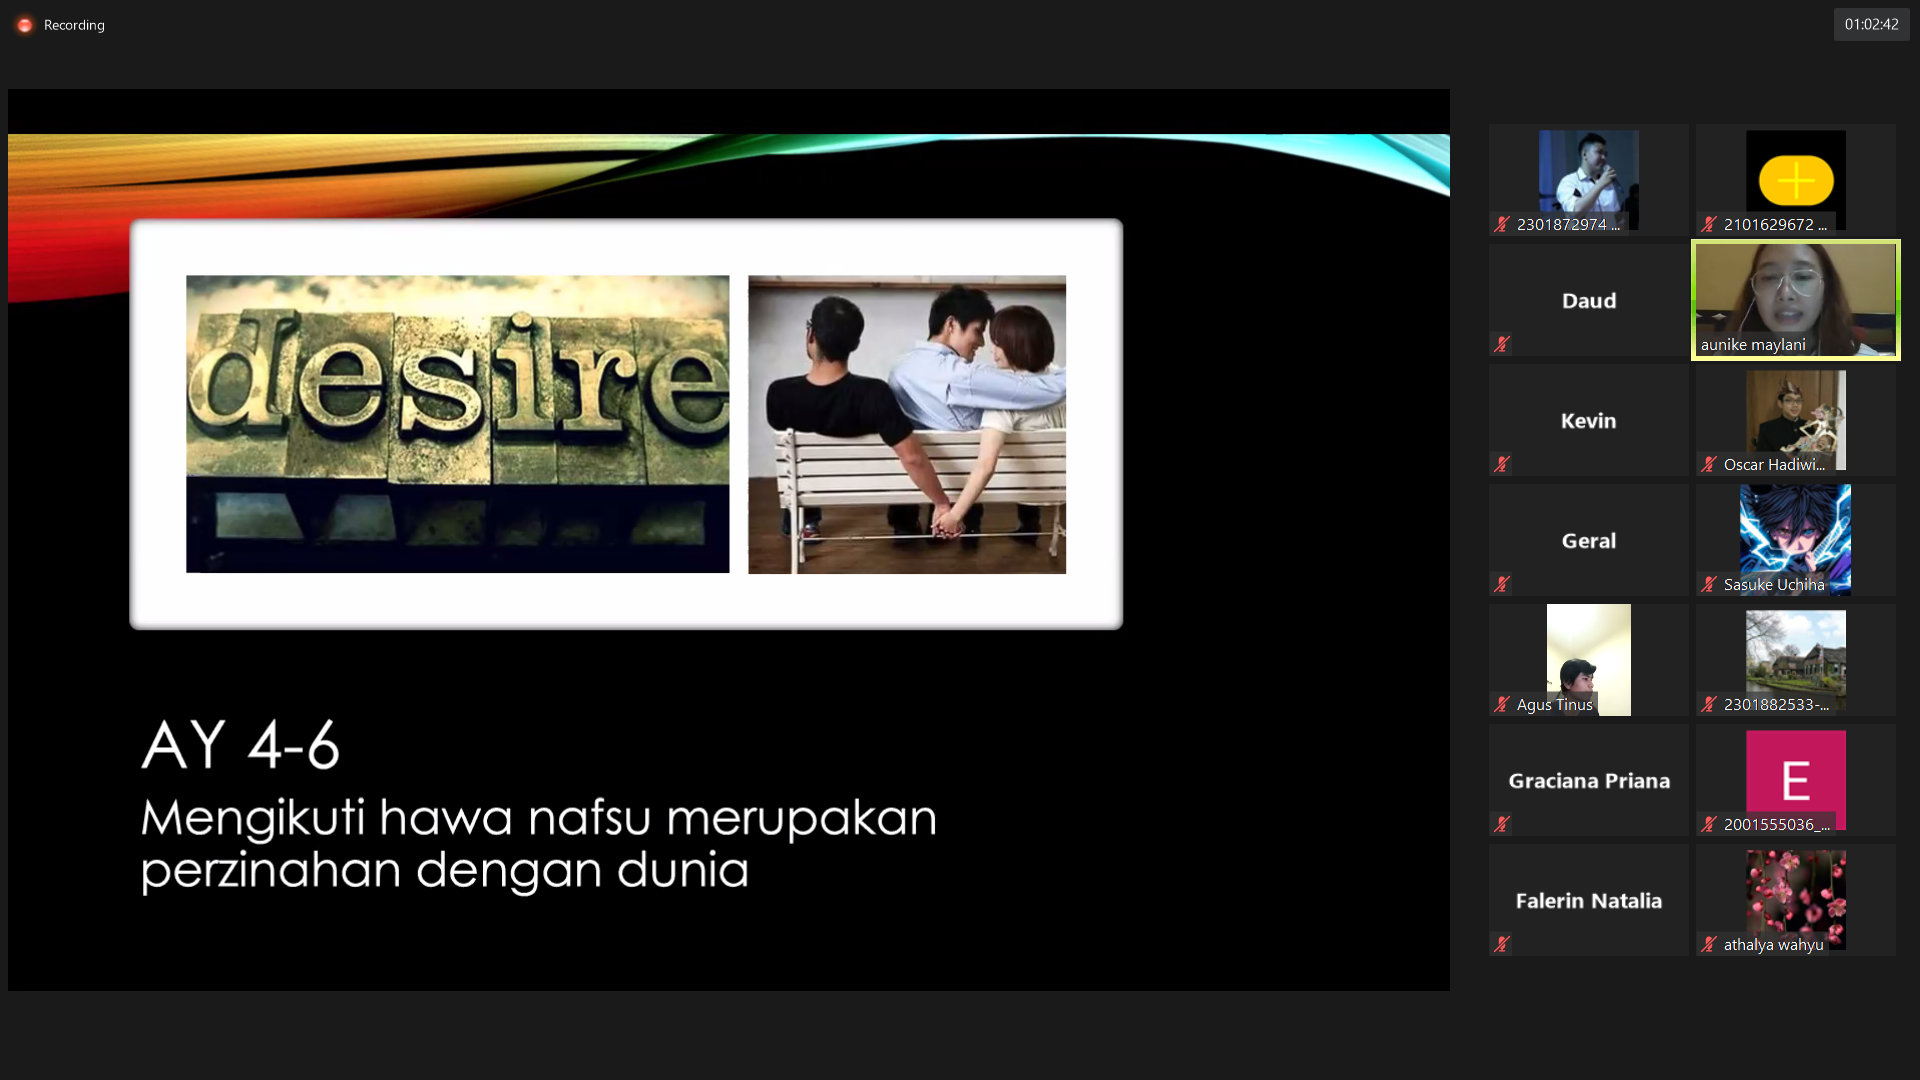 Recording
01:02:42
desire
AY 4-6
Mengikuti hawa nafsu merupakan
perzinahan dengan dunia
2301872974 ...
2101629672 ...
Daud
aunike maylani
Kevin
Oscar Hadiwi...
Geral
Sasuke Uchiha
Agus Tinus
2301882533-...
Graciana Priana
E
2001555036_...
Falerin Natalia
athalya wahyu